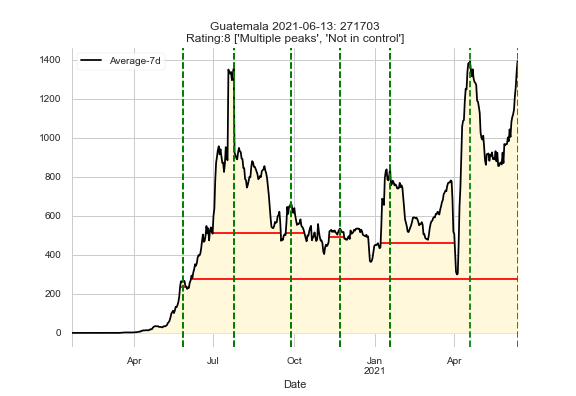 Guatemala 2021-06-13: 271703
Rating:8 ['Multiple peaks', 'Not in control']
Average-7d
1400
1200
1000
800
600
400
200
0
Apr Jul Oct Jan Apr
2021
Date